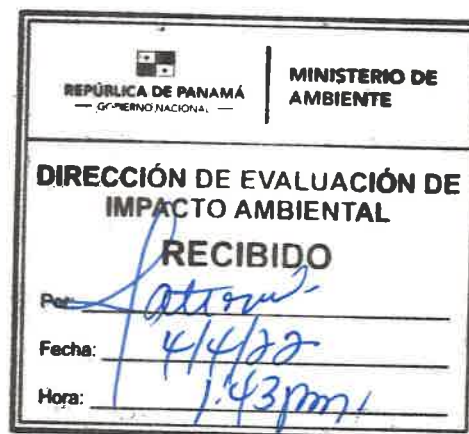 REPÚBLICA DE PANAMÁ
— GOBIERNO NACIONAL —
MINISTERIO DE
AMBIENTE
DIRECCIÓN DE EVALUACIÓN DE
IMPACTO AMBIENTAL
RECIBIDO
Por:
Fecha: 4/4/22
Hora: 1:43pm